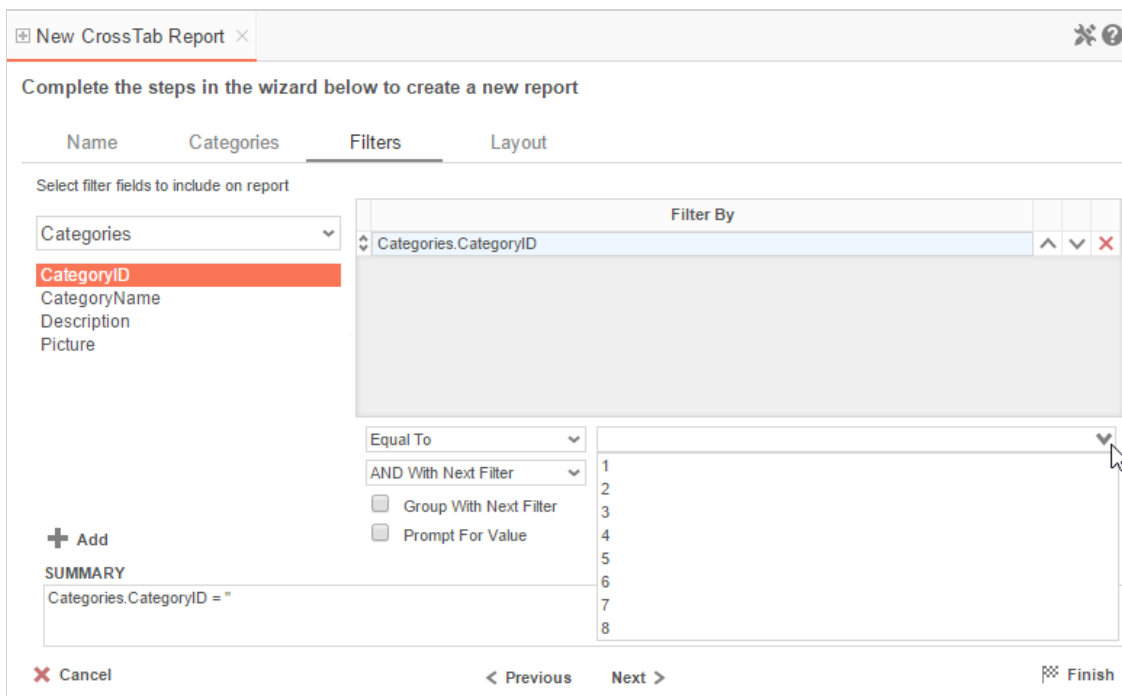 New CrossTab Report
Complete the steps in the wizard below to create a new report
Name Categories Filters Layout
Select filter fields to include on report
Categories
CategoryID
CategoryName
Description
Picture
Filter By
Categories.CategoryID
Equal To
AND With Next Filter
Group With Next Filter
Prompt For Value
1
2
3
4
5
6
7
8
Add
SUMMARY
Categories.CategoryID = ''
Cancel
< Previous Next >
Finish